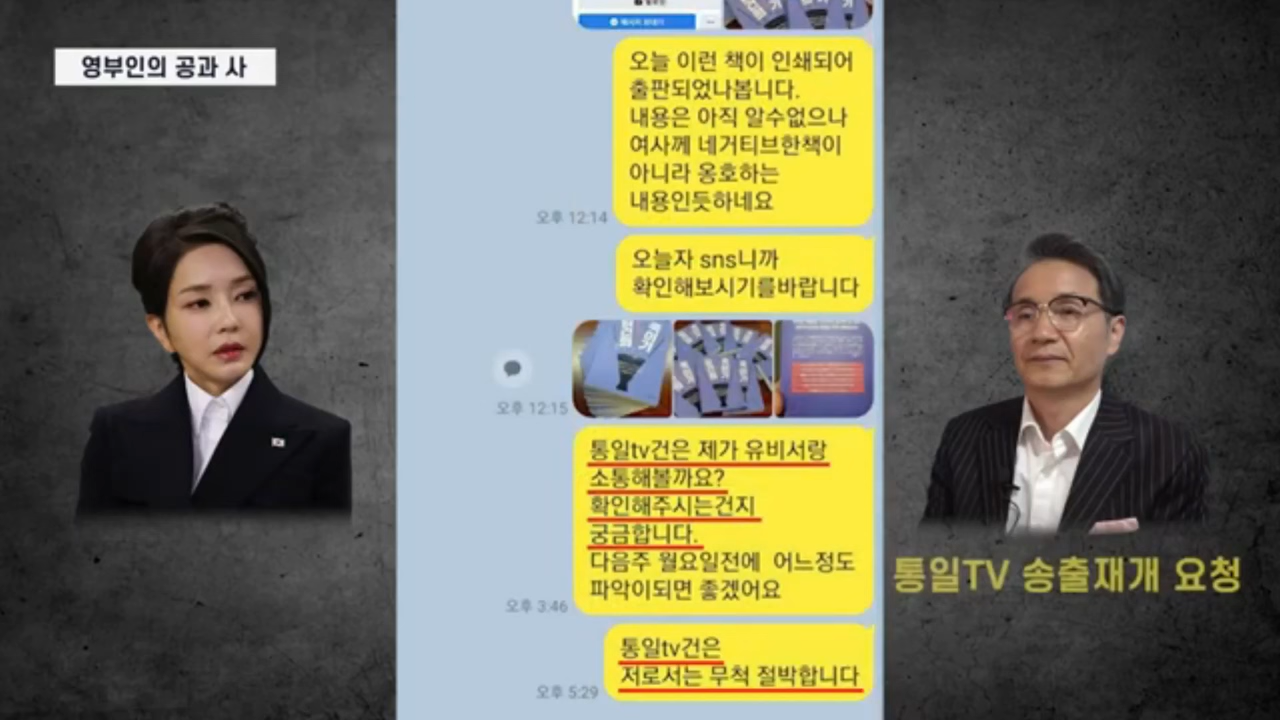 영부인의 공과 사
오늘 이런 책이 인쇄되어
출판되었나봅니다.
내용은 아직 알수없으나
여사께 네거티브한책이
아니라 옹호하는
내용인듯하네요
오후 12:14
오늘자 sns니까
확인해보시기를바랍니다
오후 12:15
통일tv건은 제가 유비서랑
소통해볼까요?
확인해주시는건지
궁금합니다.
다음주 월요일전에 어느정도
파악이되면 좋겠어요
오후 3:46
통일tv건은
저로서는 무척 절박합니다
오후 5:29
통일TV 송출재개 요청